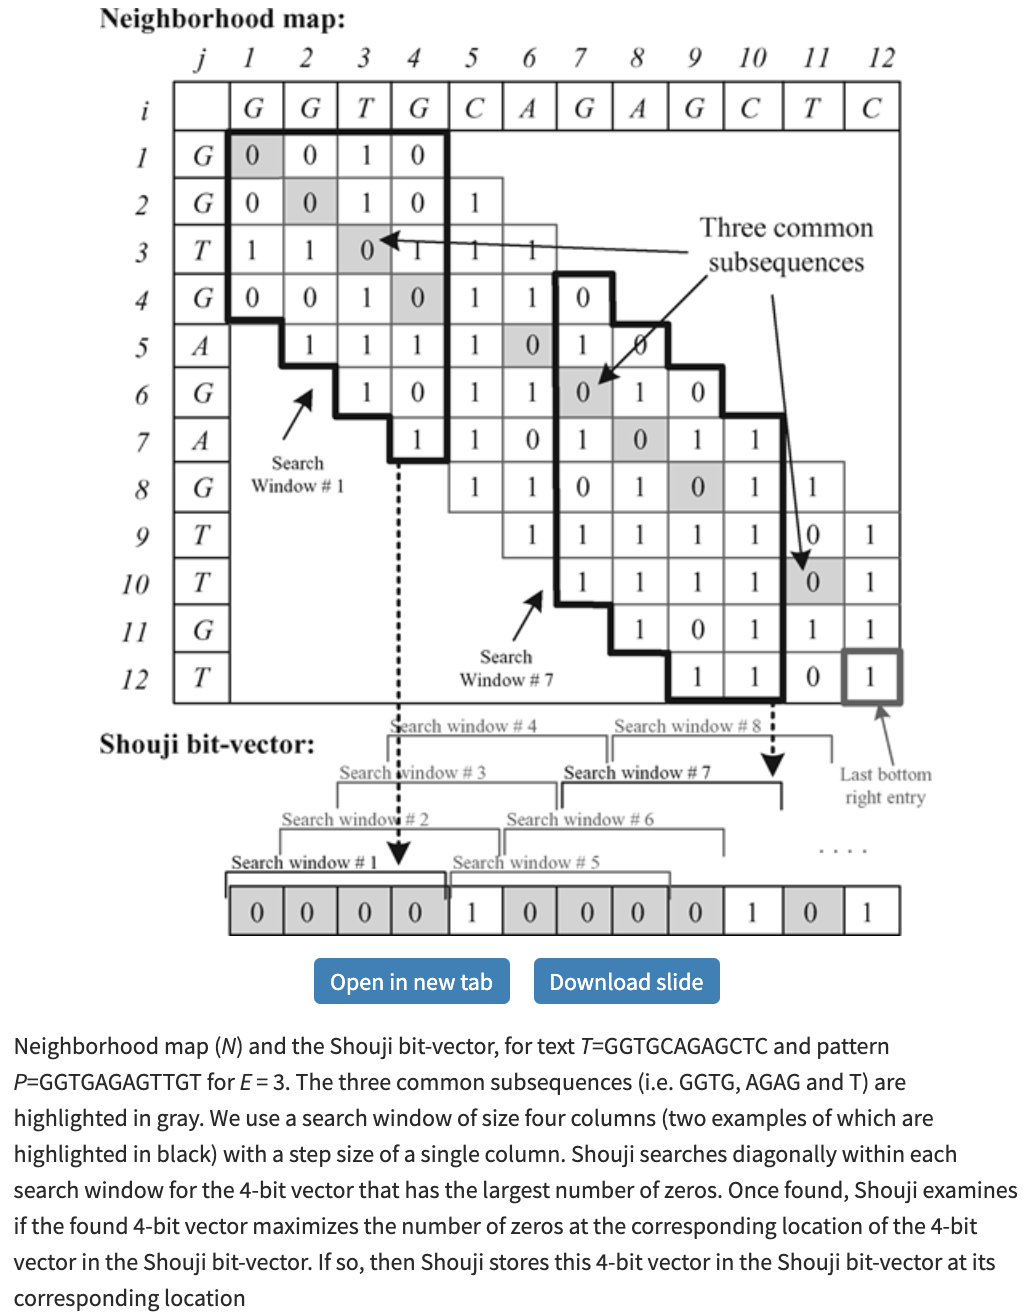 Neighborhood map:
j 1 2 3 4 5 6 7 8 9 10 11 12
i G G T G C A G A G C T C
1 G 0 0 1 0
2 G 0 0 1 0 1
3 T 1 1 0 1 1 1
4 G 0 0 1 0 1 1 0
5 A 1 1 1 1 0 1 0
6 G 1 0 1 1 0 1 0
7 A 1 1 0 1 0 1 1
8 G 1 1 0 1 0 1 1
9 T 1 1 1 1 1 0 1
10 T 1 1 1 1 0 1
11 G 1 0 1 1 1
12 T 1 1 0 1
Three common
subsequences
Search
Window # 1
Search
Window # 7
Last bottom
right entry
Shouji bit-vector:
Search window # 4
Search window # 8
Search window # 3
Search window # 7
Search window # 2
Search window # 6
. . . .
Search window # 1
Search window # 5
0 0 0 0 1 0 0 0 0 1 0 1
Open in new tab
Download slide
Neighborhood map (N) and the Shouji bit-vector, for text T=GGTGCAGAGCTC and pattern
P=GGTGAGAGTTGT for E = 3. The three common subsequences (i.e. GGTG, AGAG and T) are
highlighted in gray. We use a search window of size four columns (two examples of which are
highlighted in black) with a step size of a single column. Shouji searches diagonally within each
search window for the 4-bit vector that has the largest number of zeros. Once found, Shouji examines
if the found 4-bit vector maximizes the number of zeros at the corresponding location of the 4-bit
vector in the Shouji bit-vector. If so, then Shouji stores this 4-bit vector in the Shouji bit-vector at its
corresponding location